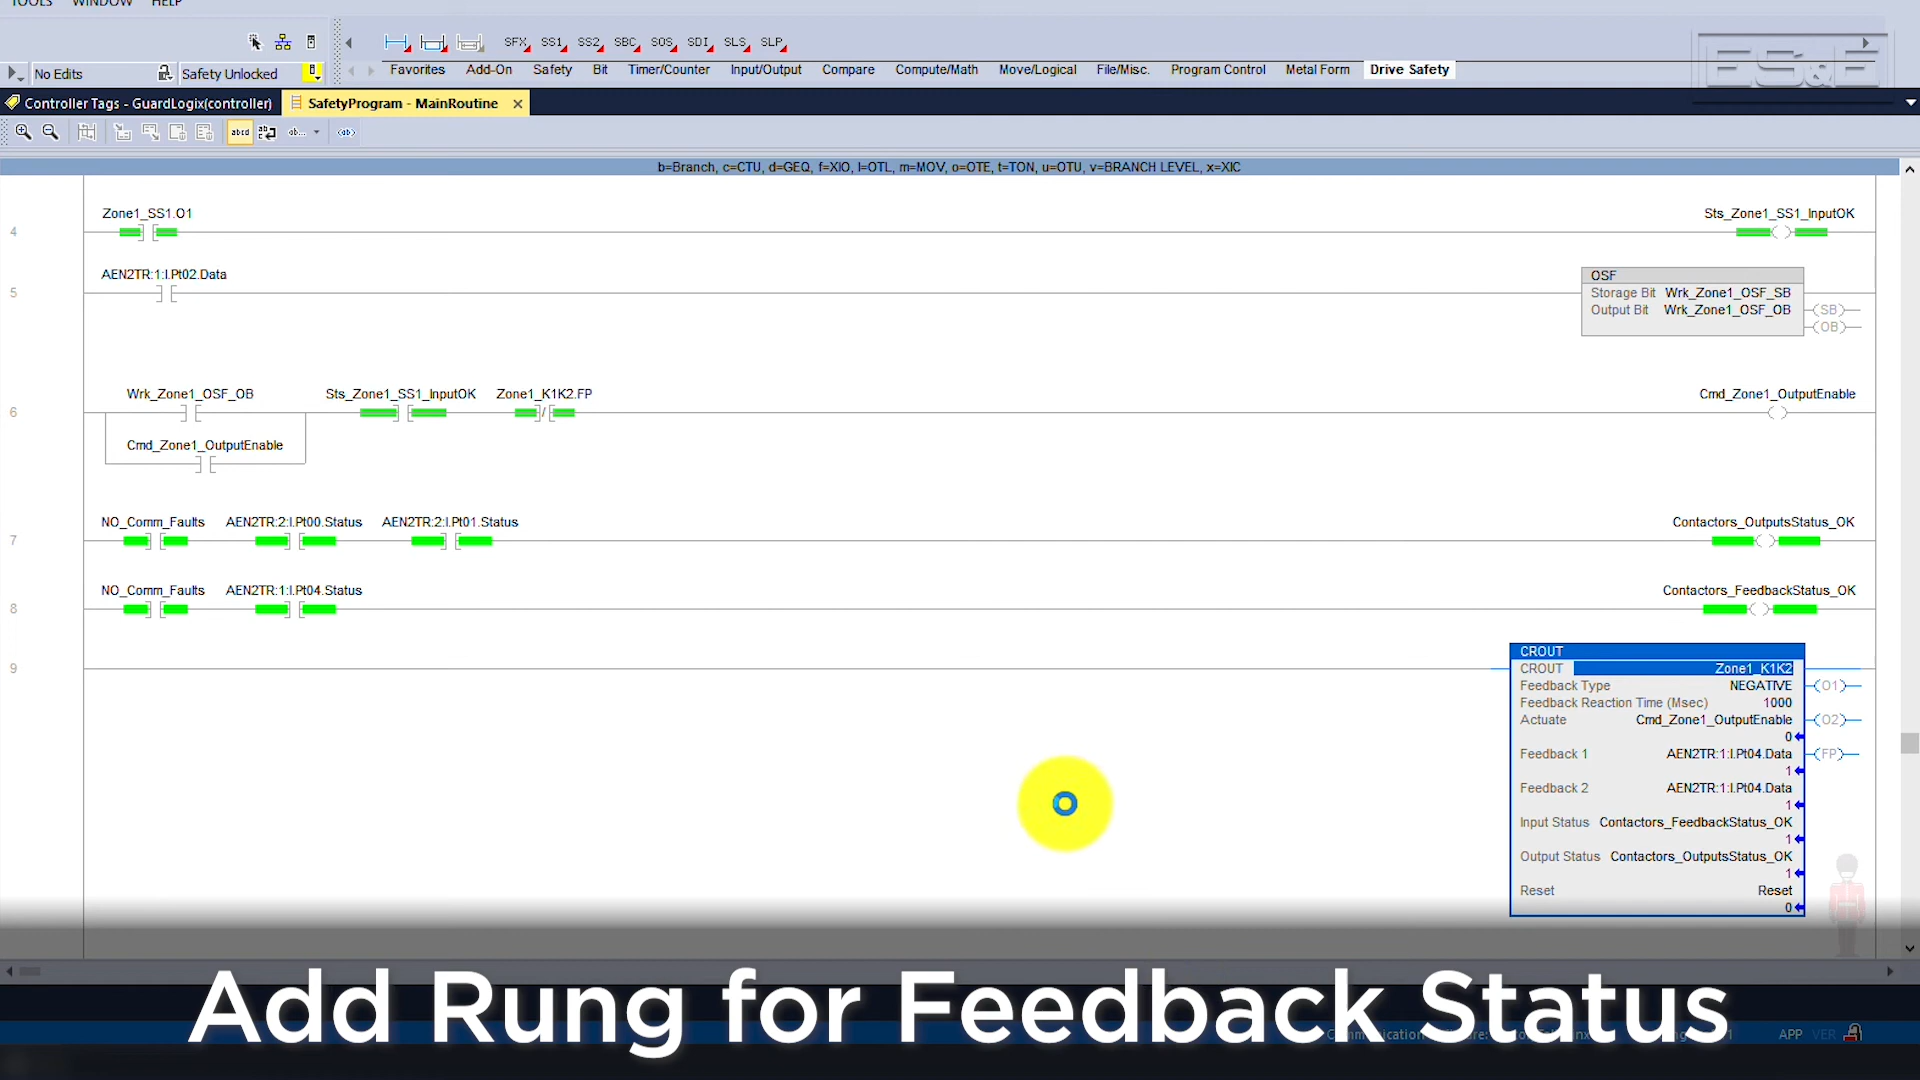 TOOLS WINDOW HELP
SFX SS1 SS2 SBC SOS SDI SLS SLP
ES&E
No Edits Safety Unlocked
Favorites Add-On Safety Bit Timer/Counter Input/Output Compare Compute/Math Move/Logical File/Misc. Program Control Metal Form Drive Safety
Controller Tags - GuardLogix(controller) SafetyProgram - MainRoutine
abcd ab ab... <ab>
b=Branch, c=CTU, d=GEQ, f=XIO, l=OTL, m=MOV, o=OTE, t=TON, u=OTU, v=BRANCH LEVEL, x=XIC
Zone1_SS1.O1 Sts_Zone1_SS1_InputOK
4
AEN2TR:1:I.Pt02.Data
5
OSF
Storage Bit Wrk_Zone1_OSF_SB
Output Bit Wrk_Zone1_OSF_OB (SB)
(OB)
Wrk_Zone1_OSF_OB Sts_Zone1_SS1_InputOK Zone1_K1K2.FP Cmd_Zone1_OutputEnable
6
Cmd_Zone1_OutputEnable
NO_Comm_Faults AEN2TR:2:I.Pt00.Status AEN2TR:2:I.Pt01.Status Contactors_OutputsStatus_OK
7
NO_Comm_Faults AEN2TR:1:I.Pt04.Status Contactors_FeedbackStatus_OK
8
9
CROUT
CROUT Zone1_K1K2
Feedback Type NEGATIVE (O1)
Feedback Reaction Time (Msec) 1000
Actuate Cmd_Zone1_OutputEnable (O2)
0
Feedback 1 AEN2TR:1:I.Pt04.Data (FP)
1
Feedback 2 AEN2TR:1:I.Pt04.Data
1
Input Status Contactors_FeedbackStatus_OK
1
Output Status Contactors_OutputsStatus_OK
1
Reset Reset
0
Add Rung for Feedback Status
APP VER